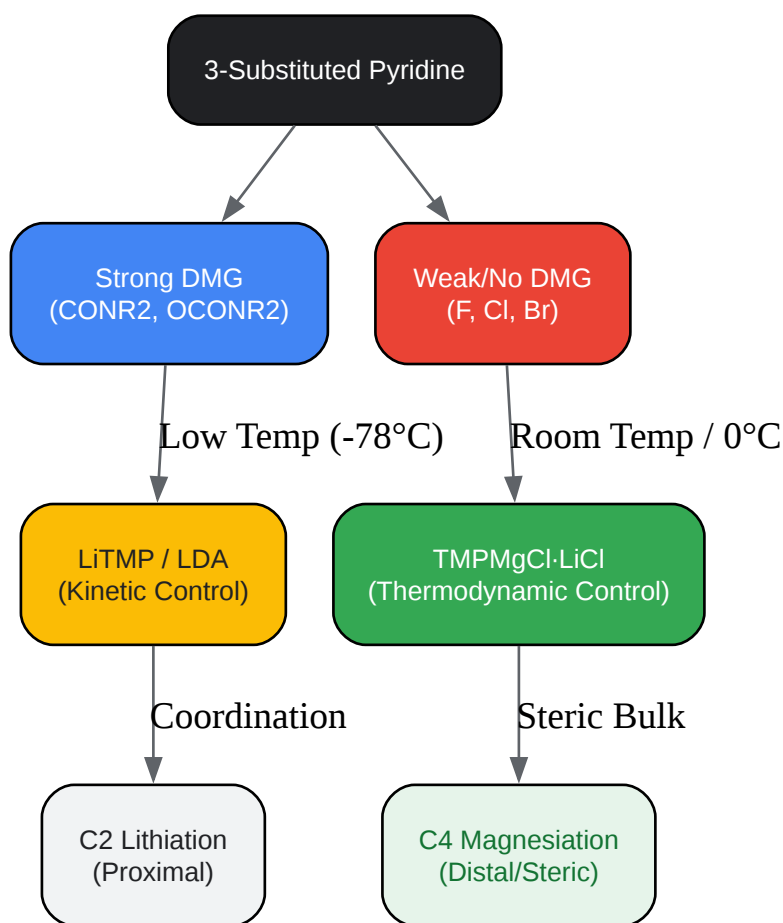 3-Substituted Pyridine
Strong DMG
(CONR2, OCONR2)
Weak/No DMG
(F, Cl, Br)
Low Temp (-78°C)
Room Temp / 0°C
LiTMP / LDA
(Kinetic Control)
TMPMgCl·LiCl
(Thermodynamic Control)
Coordination
Steric Bulk
C2 Lithiation
(Proximal)
C4 Magnesiation
(Distal/Steric)